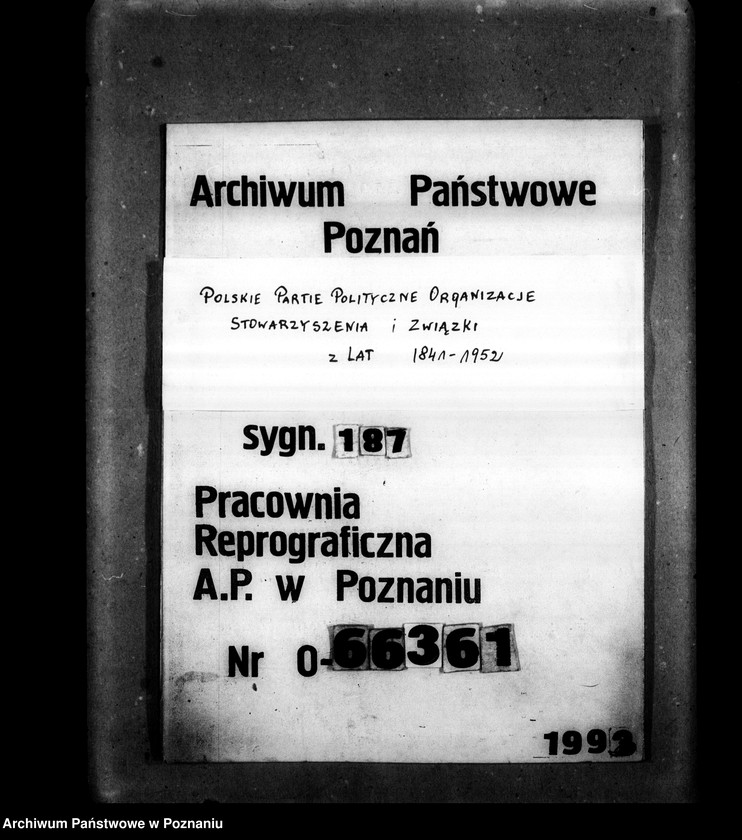 Archiwum Państwowe
Poznań
Polskie Partie Polityczne Organizacje
Stowarzyszenia i Związki
z lat 1841-1952
sygn. 187
Pracownia
Reprograficzna
A.P. w Poznaniu
Nr O-66361
1993
Archiwum Państwowe w Poznaniu